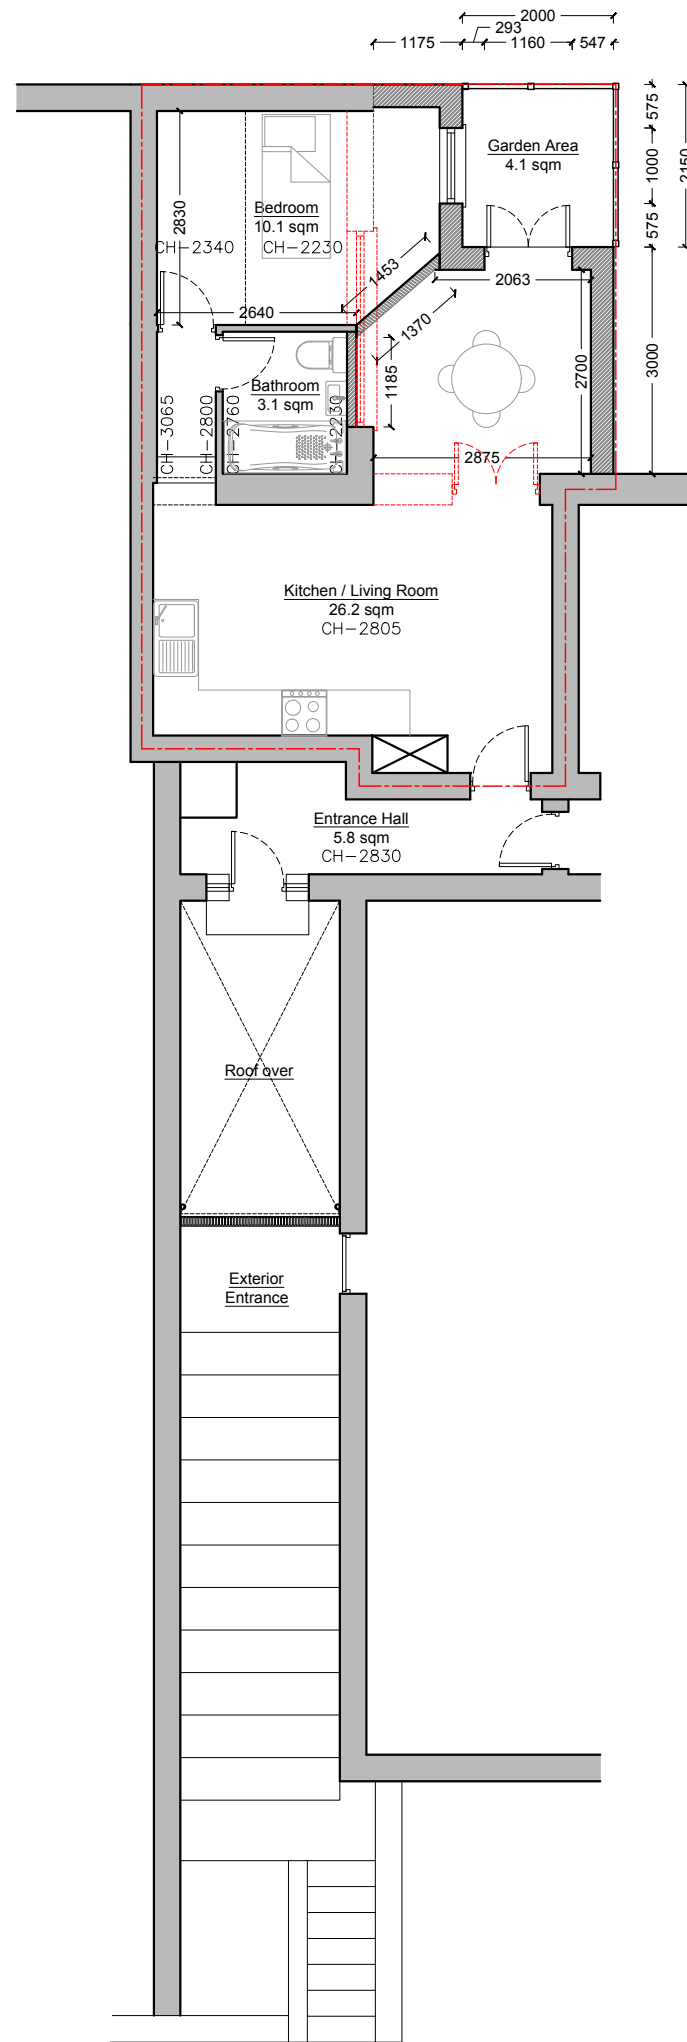 2000
293
1175
1160
547
575
1000
575
2150
Garden Area
4.1 sqm
2830
Bedroom
10.1 sqm
CH-2340
CH-2230
1453
2063
2640
1370
1185
2700
3000
Bathroom
3.1 sqm
CH-3065
CH-2800
CH-2760
CH-2230
2875
Kitchen / Living Room
26.2 sqm
CH-2805
Entrance Hall
5.8 sqm
CH-2830
Roof over
Exterior
Entrance